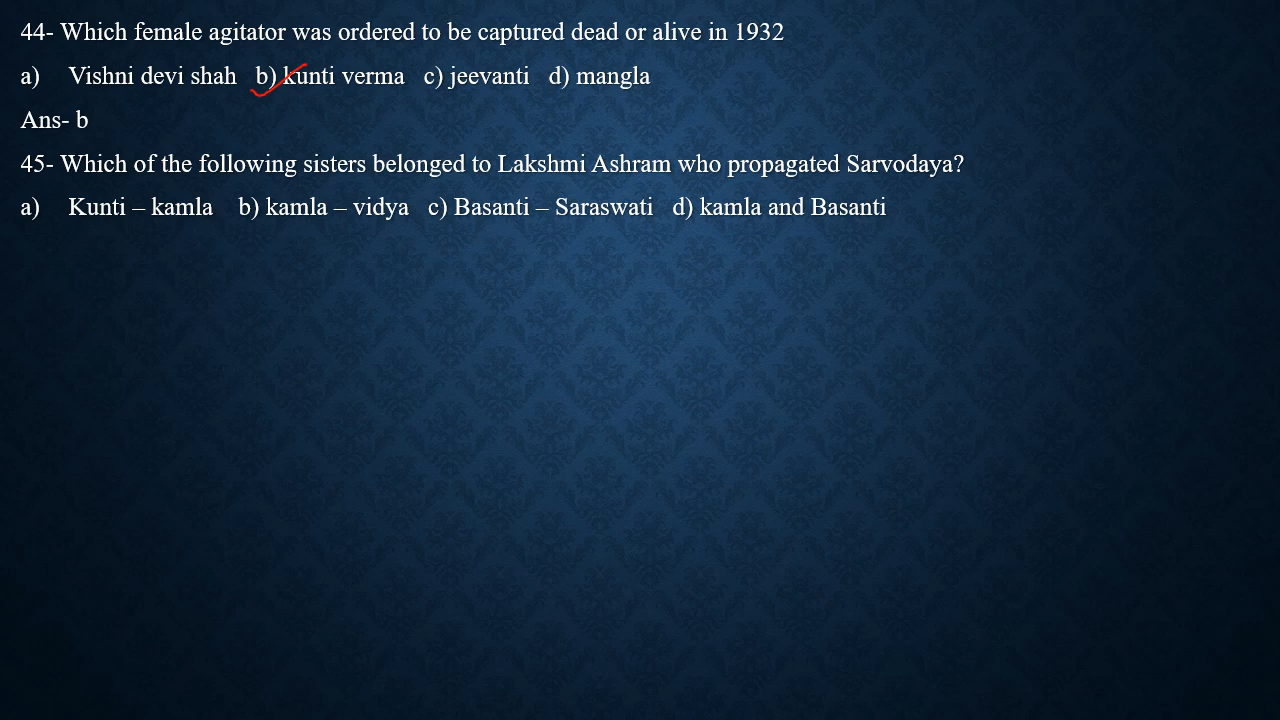 44- Which female agitator was ordered to be captured dead or alive in 1932
a) Vishni devi shah b) kunti verma c) jeevanti d) mangla
Ans- b
45- Which of the following sisters belonged to Lakshmi Ashram who propagated Sarvodaya?
a) Kunti – kamla b) kamla – vidya c) Basanti – Saraswati d) kamla and Basanti